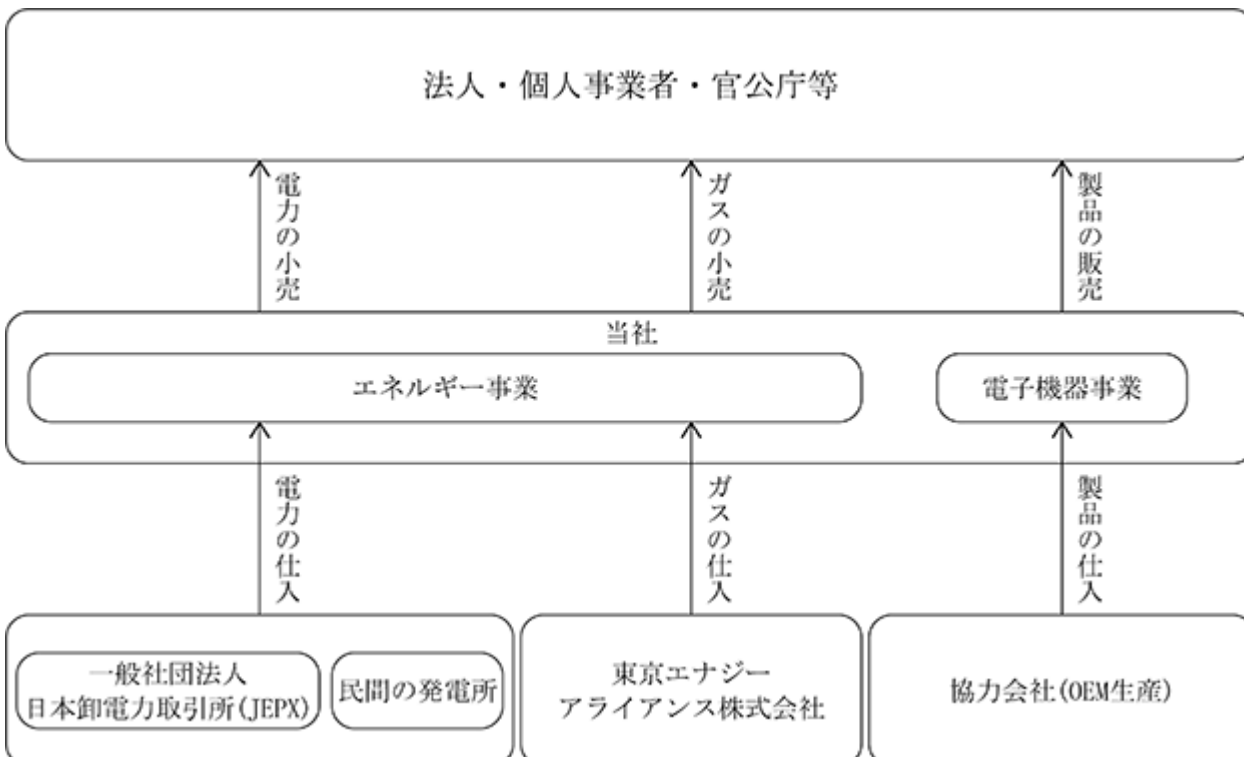 法人・個人事業者・官公庁等
電力の小売
ガスの小売
製品の販売
当社
エネルギー事業
電子機器事業
電力の仕入
ガスの仕入
製品の仕入
一般社団法人
日本卸電力取引所(JEPX)
民間の発電所
東京エナジー
アライアンス株式会社
協力会社(OEM生産)